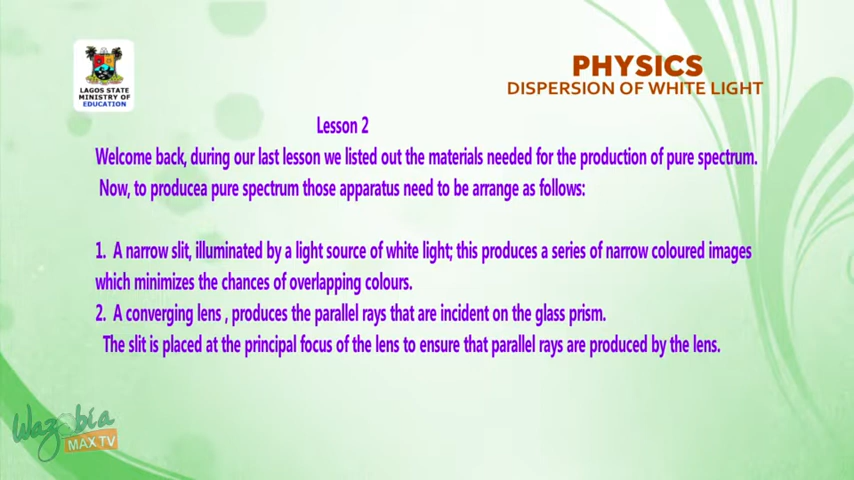 LAGOS STATE
MINISTRY OF
EDUCATION
PHYSICS
DISPERSION OF WHITE LIGHT
Lesson 2
Welcome back, during our last lesson we listed out the materials needed for the production of pure spectrum.
Now, to producea pure spectrum those apparatus need to be arrange as follows:
1. A narrow slit, illuminated by a light source of white light; this produces a series of narrow coloured images
which minimizes the chances of overlapping colours.
2. A converging lens , produces the parallel rays that are incident on the glass prism.
The slit is placed at the principal focus of the lens to ensure that parallel rays are produced by the lens.
Wazobia
MAX TV